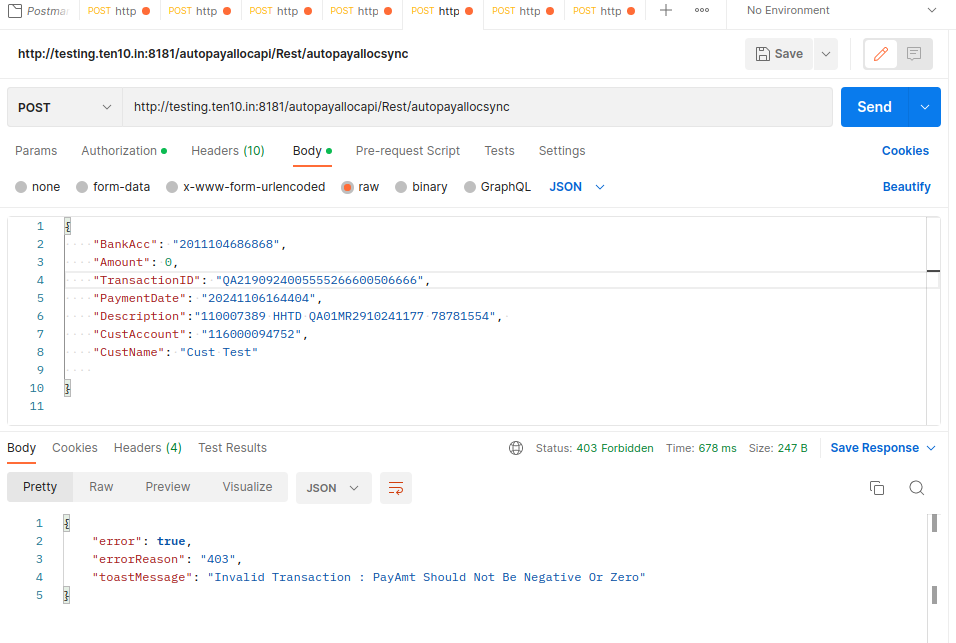 Postman POST http POST http POST http POST http POST http POST http POST http No Environment
http://testing.ten10.in:8181/autopayallocapi/Rest/autopayallocsync Save
POST http://testing.ten10.in:8181/autopayallocapi/Rest/autopayallocsync Send
Params Authorization Headers (10) Body Pre-request Script Tests Settings Cookies
none form-data x-www-form-urlencoded raw binary GraphQL JSON Beautify
1 {
2 "BankAcc": "2011104686868",
3 "Amount": 0,
4 "TransactionID": "QA2190924005555266600506666",
5 "PaymentDate": "20241106164404",
6 "Description":"110007389 HHTD QA01MR2910241177 78781554",
7 "CustAccount": "116000094752",
8 "CustName": "Cust Test"
9
10 }
11
Body Cookies Headers (4) Test Results Status: 403 Forbidden Time: 678 ms Size: 247 B Save Response
Pretty Raw Preview Visualize JSON
1 {
2 "error": true,
3 "errorReason": "403",
4 "toastMessage": "Invalid Transaction : PayAmt Should Not Be Negative Or Zero"
5 }